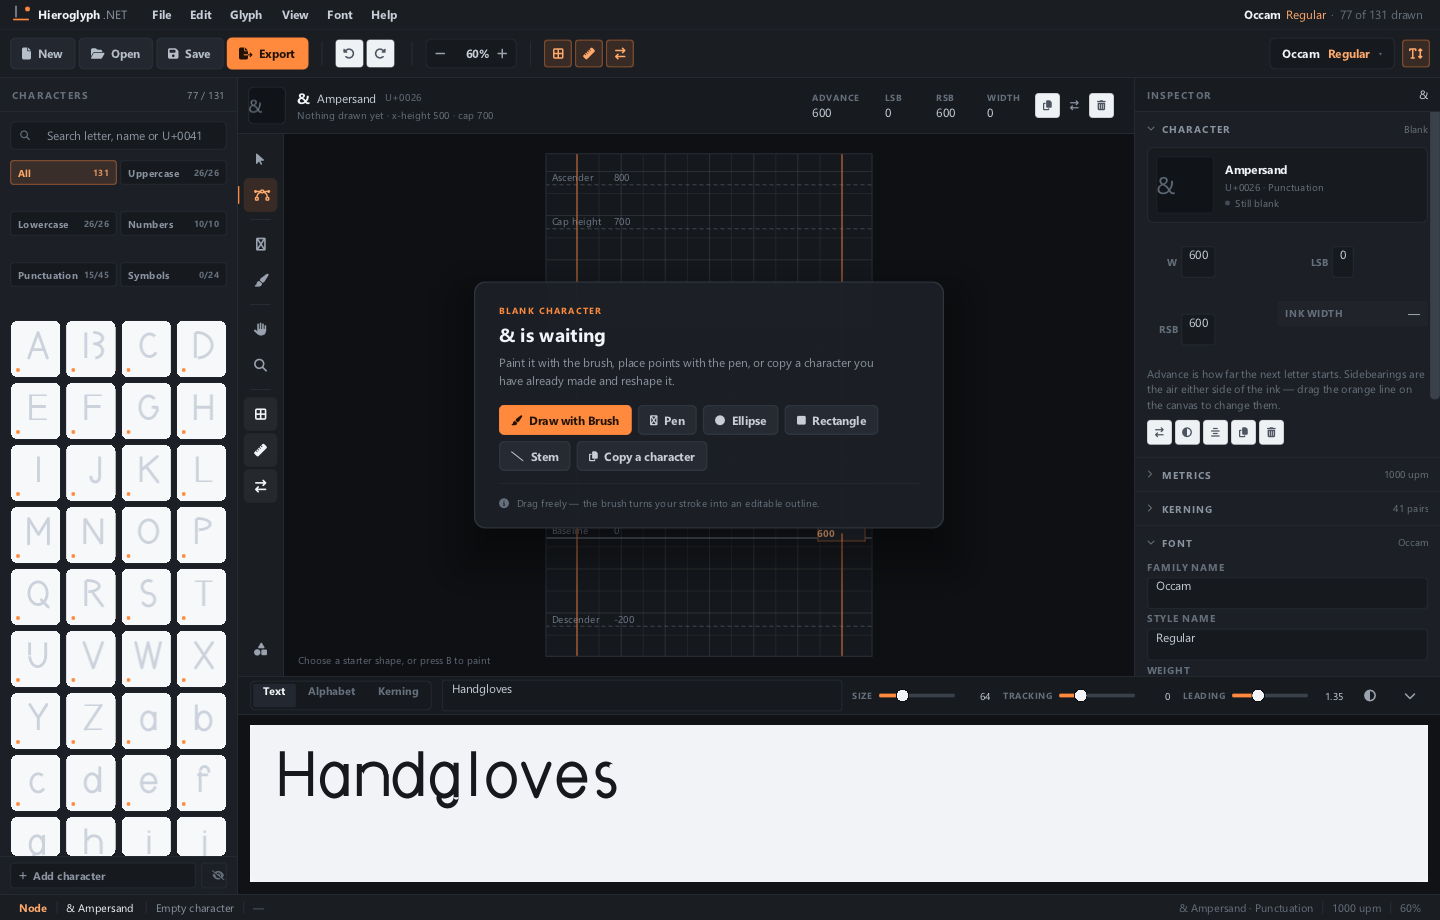 Hieroglyph .NET File Edit Glyph View Font Help Occam Regular · 77 of 131 drawn
New Open Save Export 60% Occam Regular ·
CHARACTERS 77 / 131
Search letter, name or U+0041
All 131 Uppercase 26/26
Lowercase 26/26 Numbers 10/10
Punctuation 15/45 Symbols 0/24
A B C D
E F G H
I J K L
M N O P
Q R S T
U V W X
Y Z a b
c d e f
g h i j
+ Add character
& & Ampersand U+0026
Nothing drawn yet · x-height 500 · cap 700
ADVANCE LSB RSB WIDTH
600 0 600 0
Ascender 800
Cap height 700
BLANK CHARACTER
& is waiting
Paint it with the brush, place points with the pen, or copy a character you
have already made and reshape it.
Draw with Brush Pen Ellipse Rectangle
Stem Copy a character
Drag freely — the brush turns your stroke into an editable outline.
Baseline 0 600
Descender -200
Choose a starter shape, or press B to paint
INSPECTOR &
CHARACTER Blank
& Ampersand
U+0026 · Punctuation
Still blank
W 600 LSB 0
RSB 600 INK WIDTH —
Advance is how far the next letter starts. Sidebearings are
the air either side of the ink — drag the orange line on
the canvas to change them.
METRICS 1000 upm
KERNING 41 pairs
FONT Occam
FAMILY NAME
Occam
STYLE NAME
Regular
WEIGHT
Text Alphabet Kerning Handgloves SIZE 64 TRACKING 0 LEADING 1.35
Handgloves
Node & Ampersand Empty character — & Ampersand · Punctuation 1000 upm 60%